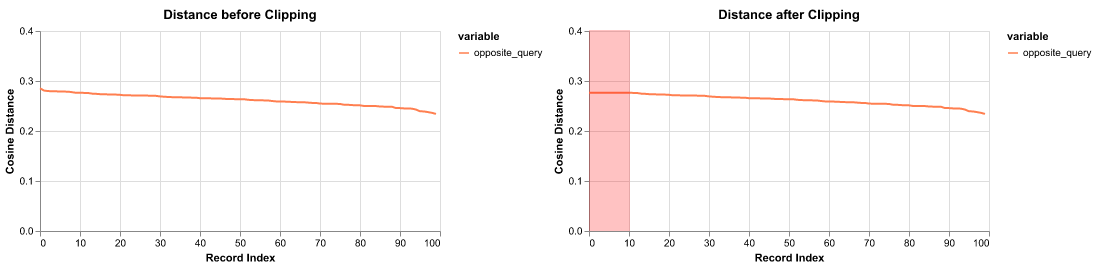 Distance before Clipping
Cosine Distance
0.4
0.3
0.2
0.1
0.0
0 10 20 30 40 50 60 70 80 90 100
Record Index
variable
opposite_query
Distance after Clipping
Cosine Distance
0.4
0.3
0.2
0.1
0.0
0 10 20 30 40 50 60 70 80 90 100
Record Index
variable
opposite_query